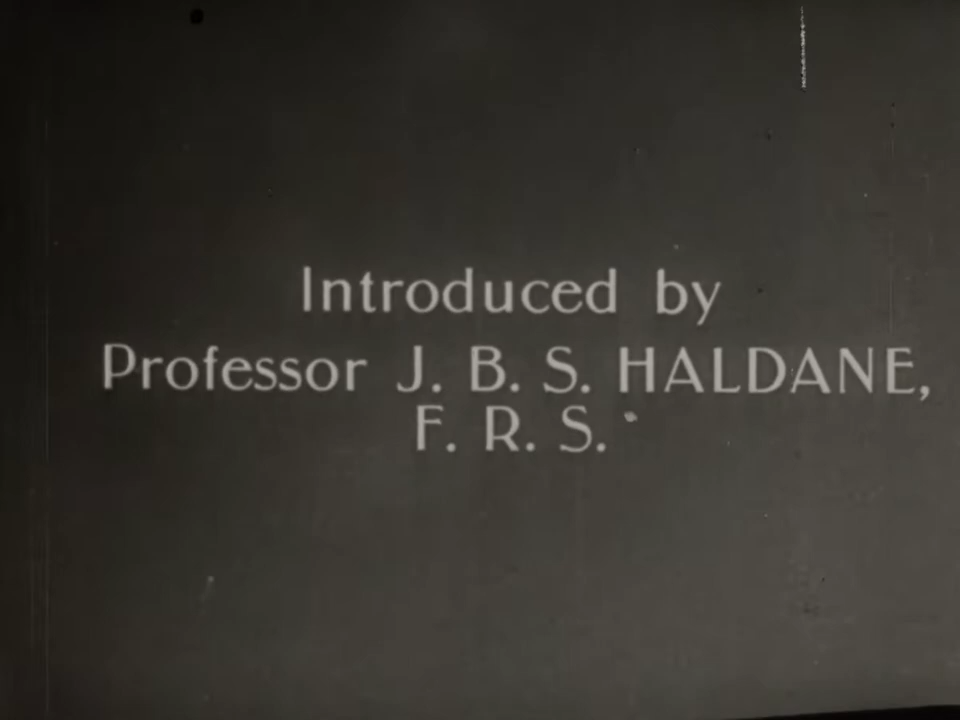 Introduced by
Professor J. B. S. HALDANE,
F. R. S.